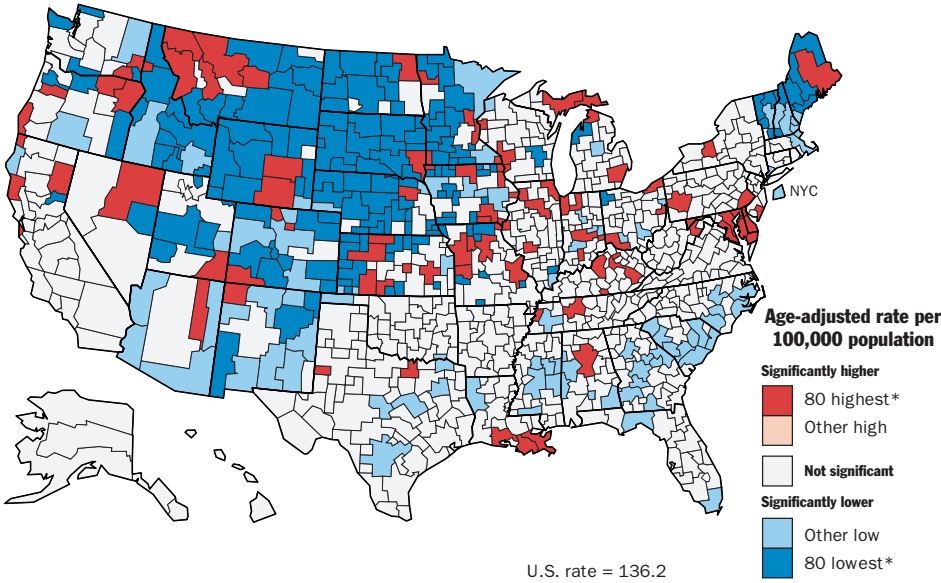 NYC
Age-adjusted rate per
100,000 population
Significantly higher
80 highest*
Other high
Not significant
Significantly lower
Other low
80 lowest*
U.S. rate = 136.2